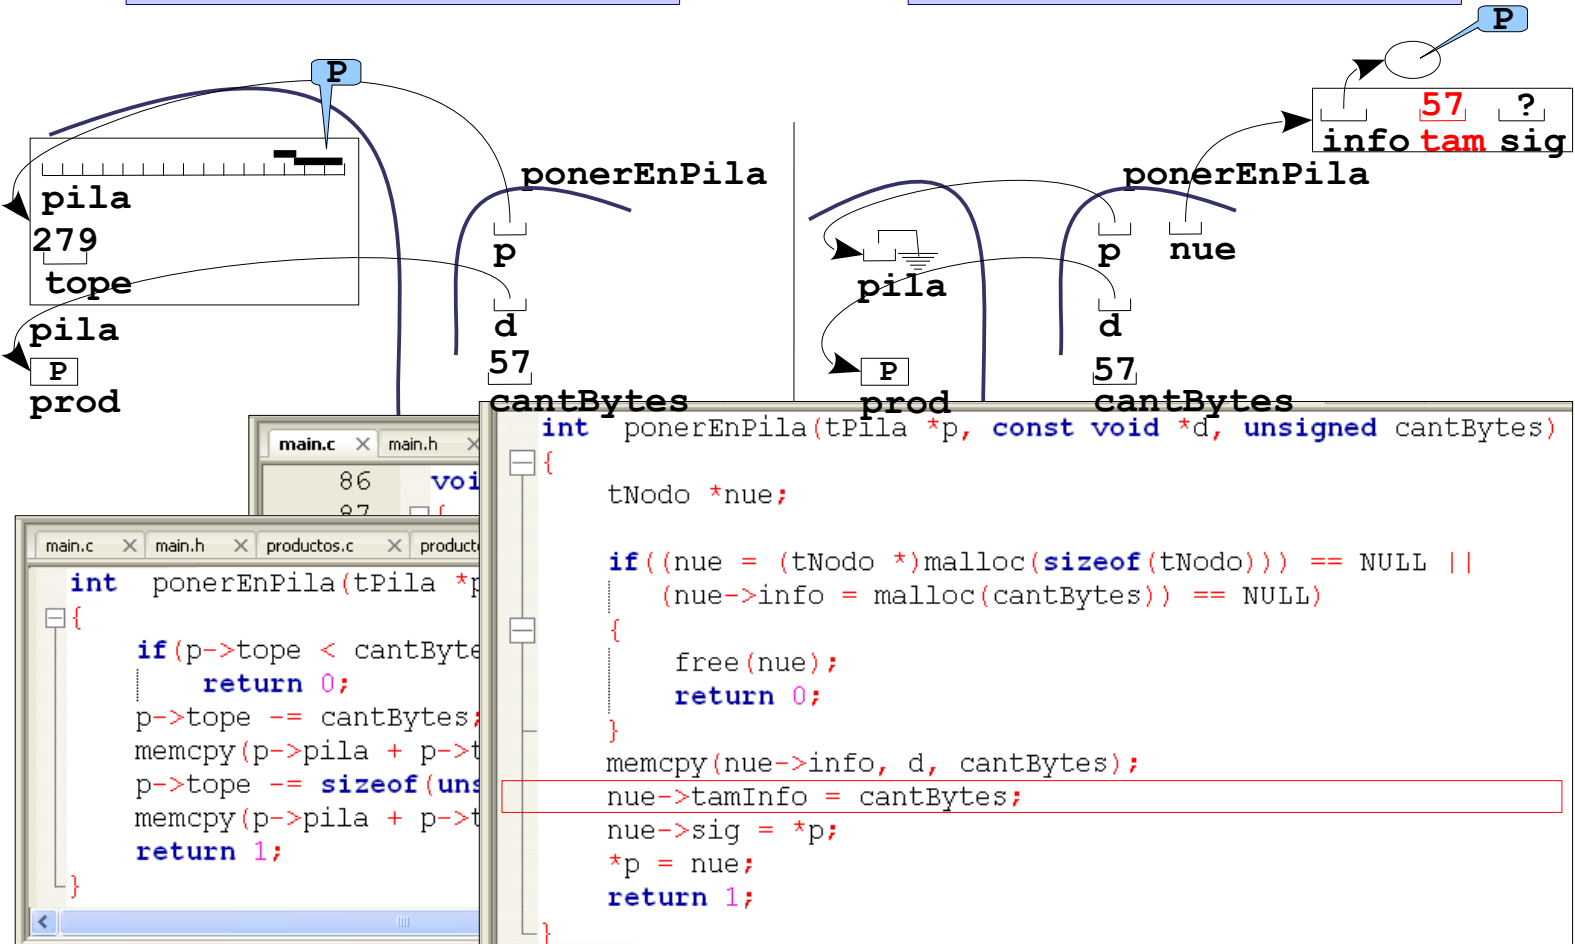 P
P
57 ?
info tam sig
ponerEnPila
ponerEnPila
pila
279
tope
p
p
nue
pila
pila
d
d
P
prod
57
cantBytes
P
prod
57
cantBytes
main.c main.h
86 voi
87 {
main.c main.h productos.c product
int ponerEnPila(tPila *p
{
if(p->tope < cantByte
return 0;
p->tope -= cantBytes;
memcpy(p->pila + p->t
p->tope -= sizeof(uns
memcpy(p->pila + p->t
return 1;
}
int ponerEnPila(tPila *p, const void *d, unsigned cantBytes)
{
tNodo *nue;
if((nue = (tNodo *)malloc(sizeof(tNodo))) == NULL ||
(nue->info = malloc(cantBytes)) == NULL)
{
free(nue);
return 0;
}
memcpy(nue->info, d, cantBytes);
nue->tamInfo = cantBytes;
nue->sig = *p;
*p = nue;
return 1;
}